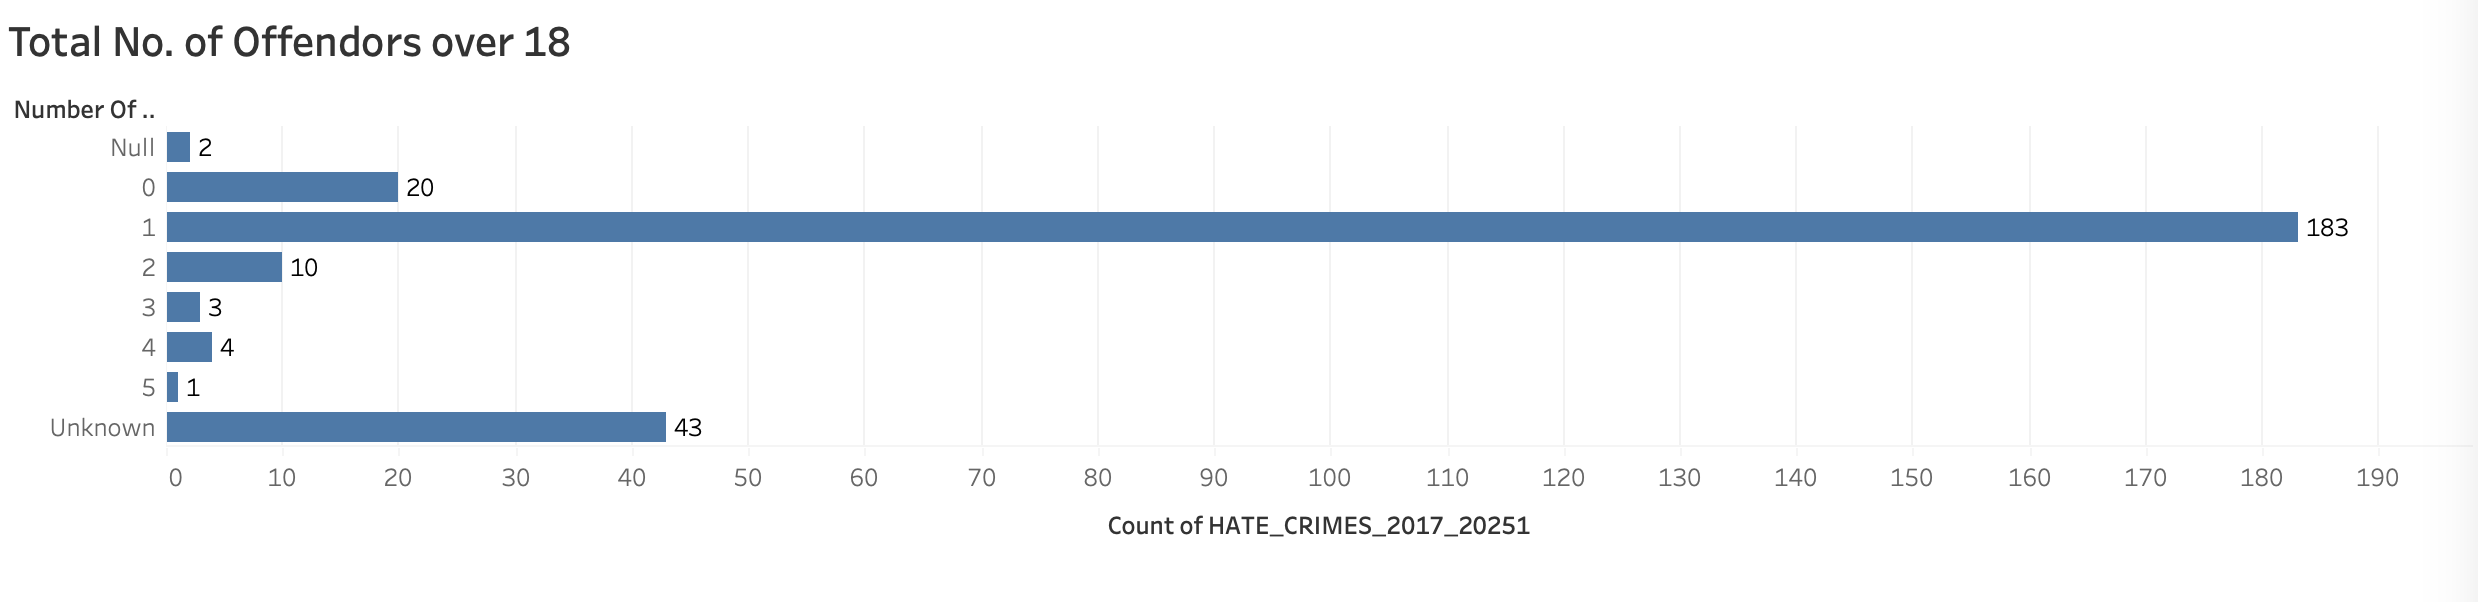 Total No. of Offendors over 18
Number Of ..
Null 2
0 20
1 183
2 10
3 3
4 4
5 1
Unknown 43
0 10 20 30 40 50 60 70 80 90 100 110 120 130 140 150 160 170 180 190
Count of HATE_CRIMES_2017_20251